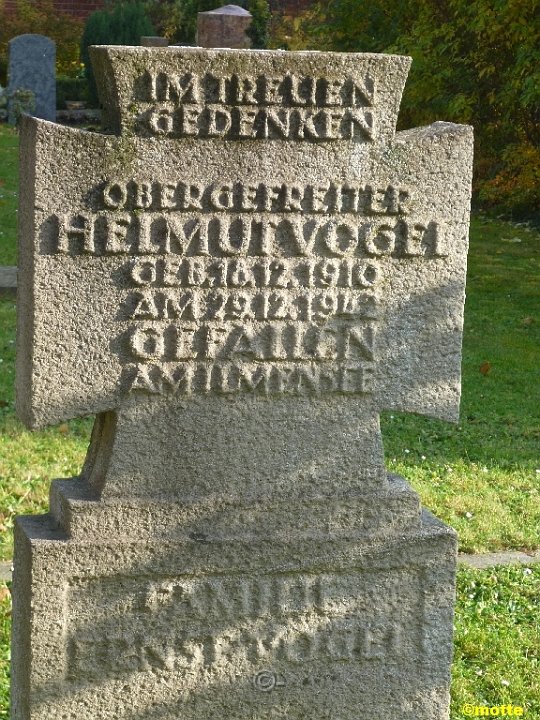 IM TREUEN
GEDENKEN
OBERGEFREITER
HELMUT VOGEL
GEB. 18.12.1910
AM 29.12.1942
GEFALLEN
AM ILMENSEE
FAMILIE
ERNST VOGEL
©motte